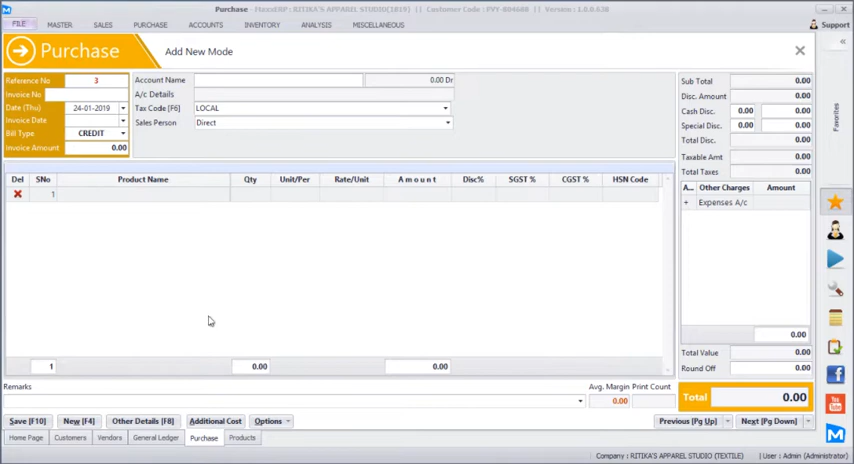 Purchase - MaxxERP : RITIKA'S APPAREL STUDIO(1819) || Customer Code : PVY-804688 || Version : 1.0.0.638
FILE MASTER SALES PURCHASE ACCOUNTS INVENTORY ANALYSIS MISCELLANEOUS Support
Purchase Add New Mode
Reference No 3 Account Name 0.00 Dr Sub Total 0.00
Invoice No A/c Details Disc. Amount 0.00
Date (Thu) 24-01-2019 Tax Code [F6] LOCAL Cash Disc. 0.00 0.00
Invoice Date Sales Person Direct Special Disc. 0.00 0.00
Bill Type CREDIT Total Disc. 0.00
Invoice Amount 0.00 Taxable Amt 0.00
Total Taxes 0.00
Favorites
Del SNo Product Name Qty Unit/Per Rate/Unit Amount Disc% SGST % CGST % HSN Code A... Other Charges Amount
1 + Expenses A/c
0.00
Total Value 0.00
1 0.00 0.00 Round Off 0.00
Remarks Avg. Margin Print Count
0.00 Total 0.00
Save [F10] New [F4] Other Details [F8] Additional Cost Options Previous [Pg Up] Next [Pg Down]
Home Page Customers Vendors General Ledger Purchase Products
Company : RITIKA'S APPAREL STUDIO (TEXTILE) User : Admin (Administrator)
You
Tube